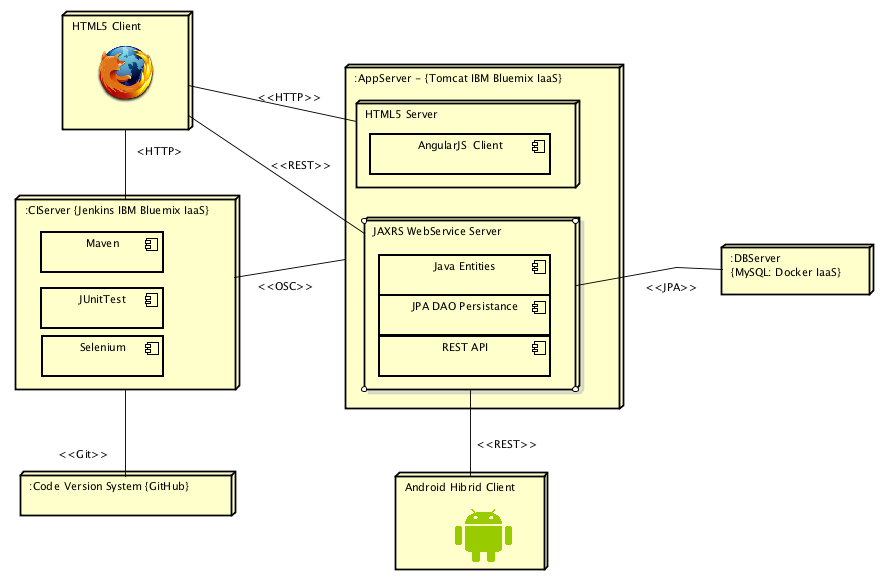 HTML5 Client
:AppServer - {Tomcat IBM Bluemix IaaS}
<<HTTP>>
HTML5 Server
AngularJS Client
<HTTP>
<<REST>>
:CIServer {Jenkins IBM Bluemix IaaS}
Maven
JUnitTest
Selenium
<<OSC>>
JAXRS WebService Server
Java Entities
JPA DAO Persistance
REST API
:DBServer
{MySQL: Docker IaaS}
<<JPA>>
<<Git>>
<<REST>>
:Code Version System {GitHub}
Android Hibrid Client